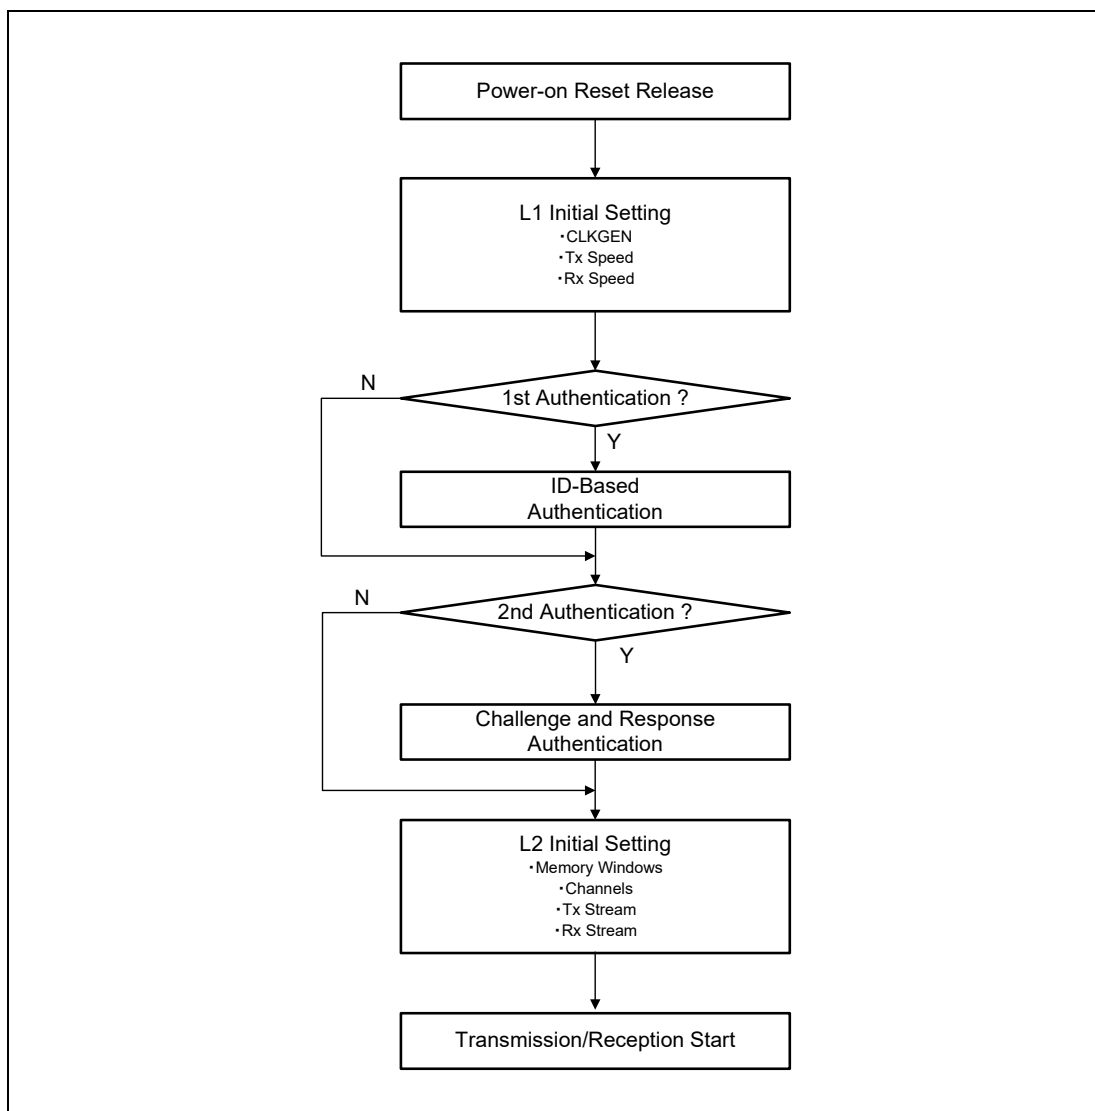 Power-on Reset Release
L1 Initial Setting
・CLKGEN
・Tx Speed
・Rx Speed
N
1st Authentication ?
Y
ID-Based
Authentication
N
2nd Authentication ?
Y
Challenge and Response
Authentication
L2 Initial Setting
・Memory Windows
・Channels
・Tx Stream
・Rx Stream
Transmission/Reception Start